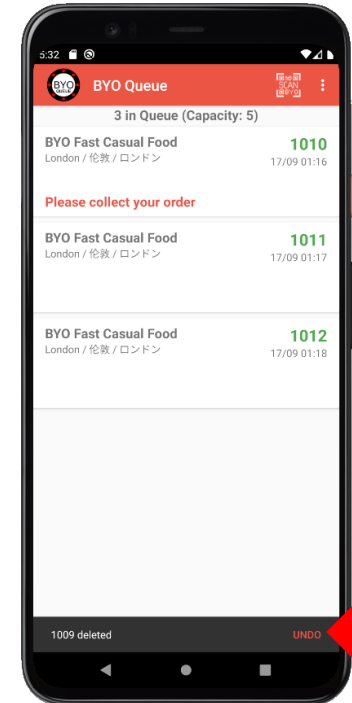 5:32
BYO QUEUE
BYO Queue
SCAN
BYO
3 in Queue (Capacity: 5)
BYO Fast Casual Food
1010
London / 伦敦 / ロンドン
17/09 01:16
Please collect your order
BYO Fast Casual Food
1011
London / 伦敦 / ロンドン
17/09 01:17
BYO Fast Casual Food
1012
London / 伦敦 / ロンドン
17/09 01:18
1009 deleted
UNDO